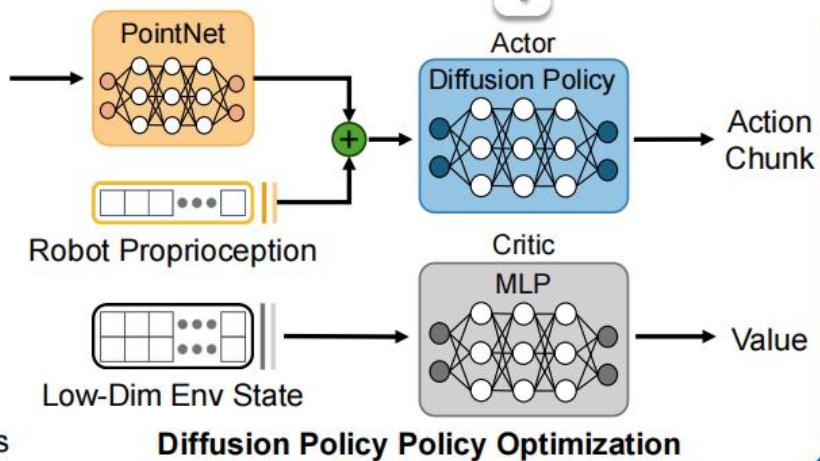 PointNet
Actor
Diffusion Policy
+
Action
Chunk
Robot Proprioception
Critic
MLP
Value
Low-Dim Env State
s
Diffusion Policy Policy Optimization